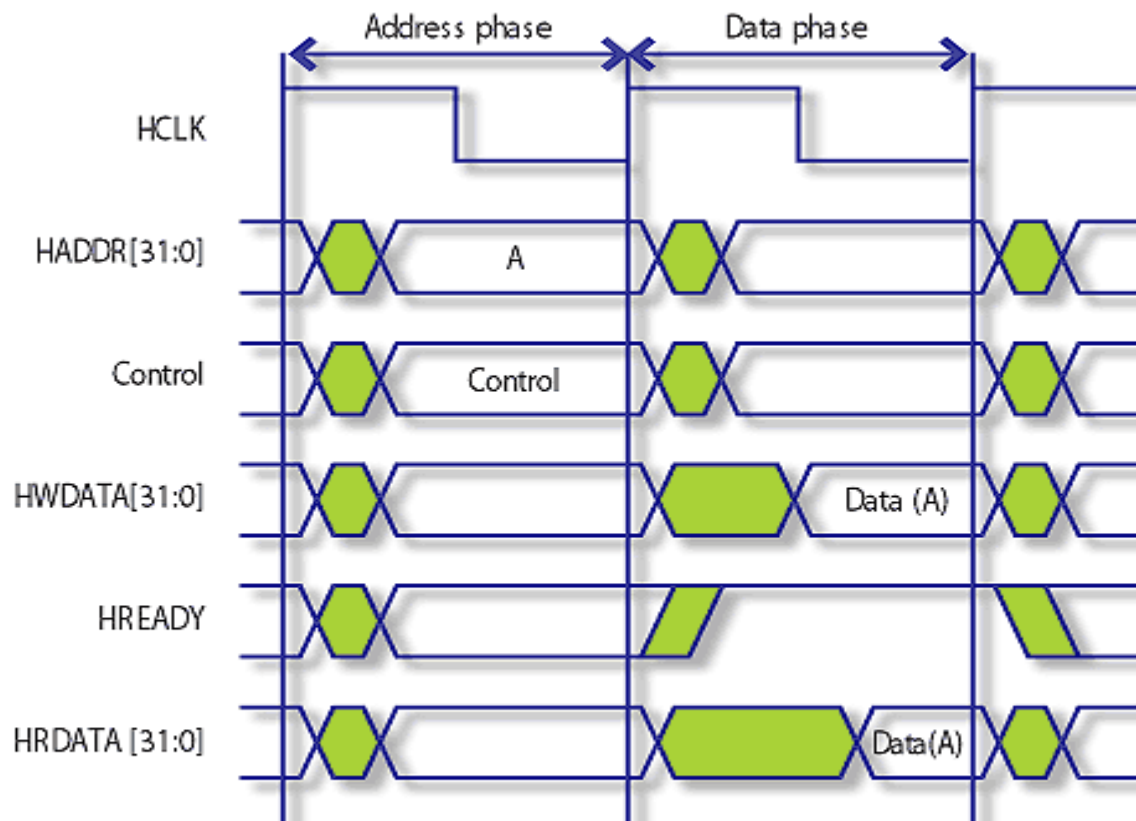 Address phase
Data phase
HCLK
HADDR[31:0]
A
Control
Control
HWDATA[31:0]
Data (A)
HREADY
HRDATA [31:0]
Data(A)